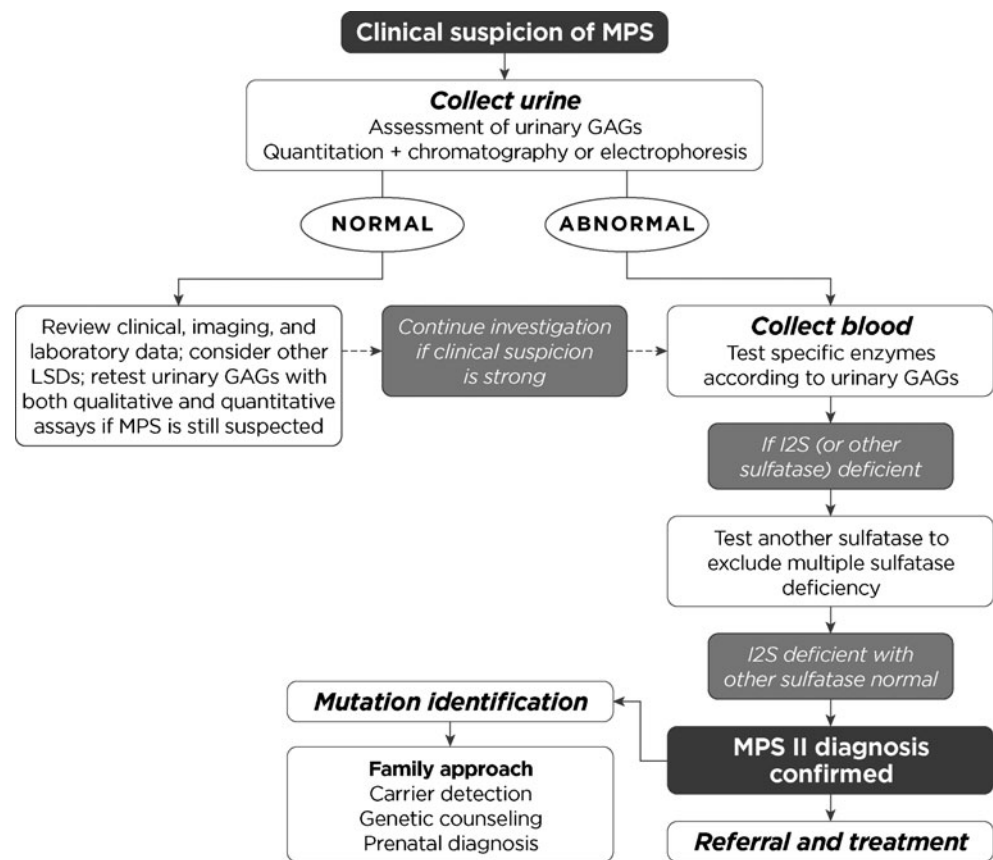 Clinical suspicion of MPS
Collect urine
Assessment of urinary GAGs
Quantitation + chromatography or electrophoresis
NORMAL
ABNORMAL
Review clinical, imaging, and
laboratory data; consider other
LSDs; retest urinary GAGs with
both qualitative and quantitative
assays if MPS is still suspected
Continue investigation
if clinical suspicion
is strong
Collect blood
Test specific enzymes
according to urinary GAGs
If I2S (or other
sulfatase) deficient
Test another sulfatase to
exclude multiple sulfatase
deficiency
I2S deficient with
other sulfatase normal
MPS II diagnosis
confirmed
Mutation identification
Family approach
Carrier detection
Genetic counseling
Prenatal diagnosis
Referral and treatment